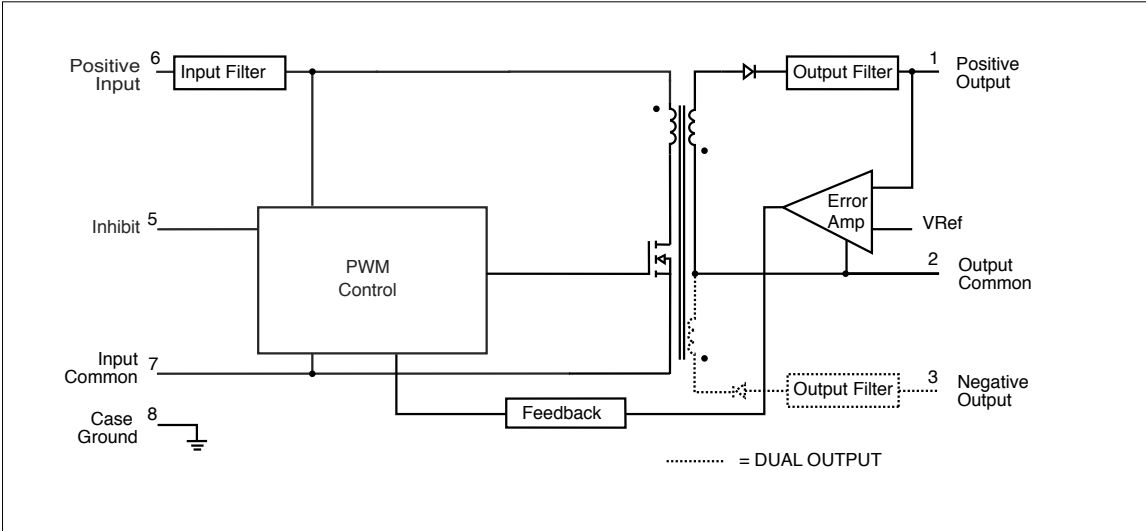 6
Positive
Input
Input Filter
Output Filter
1
Positive
Output
Error
Amp
VRef
Inhibit 5
PWM
Control
2
Output
Common
Input
Common 7
Output Filter
3
Negative
Output
Feedback
Case
Ground 8
= DUAL OUTPUT